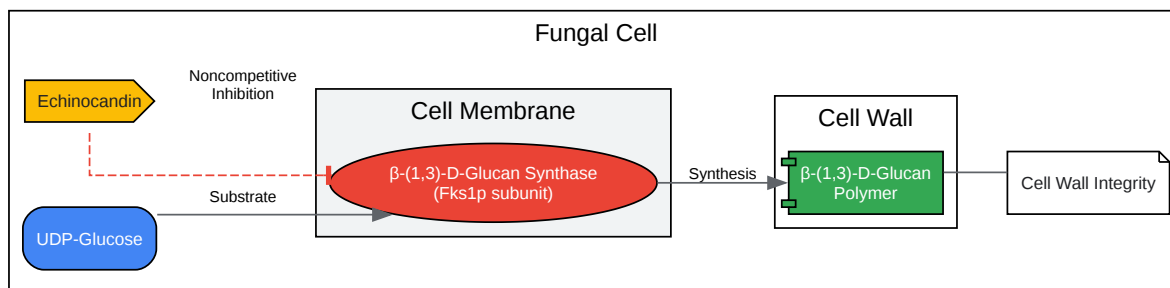 Fungal Cell
Echinocandin
Noncompetitive
Inhibition
Cell Membrane
β-(1,3)-D-Glucan Synthase
(Fks1p subunit)
Substrate
UDP-Glucose
Synthesis
Cell Wall
β-(1,3)-D-Glucan
Polymer
Cell Wall Integrity